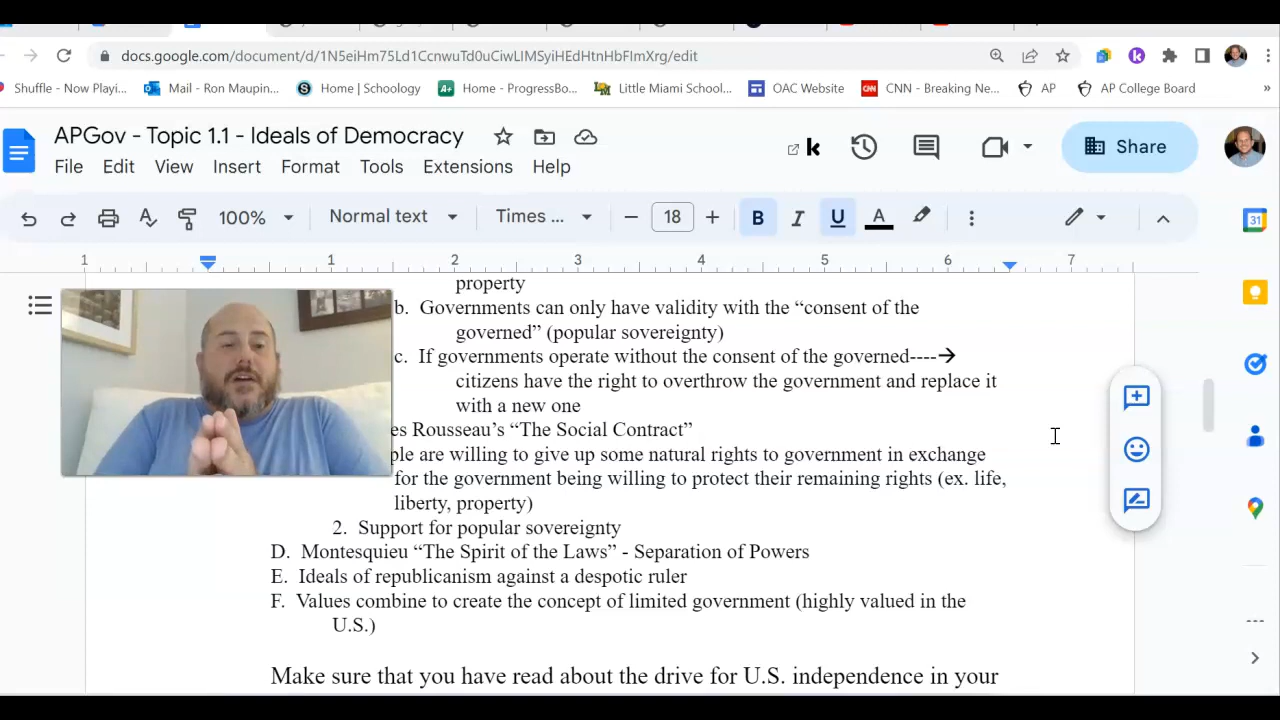 docs.google.com/document/d/1N5eiHm75Ld1CcnwuTd0uCiwLIMSyiHEdHtnHbFImXrg/edit
Shuffle - Now Playi... Mail - Ron Maupin... Home | Schoology Home - ProgressBo... Little Miami School... OAC Website CNN - Breaking Ne... AP AP College Board »
APGov - Topic 1.1 - Ideals of Democracy
File Edit View Insert Format Tools Extensions Help
k
Share
100% Normal text Times ... 18 B I U A
1 1 2 3 4 5 6 7
property
b. Governments can only have validity with the “consent of the
governed” (popular sovereignty)
c. If governments operate without the consent of the governed----→
citizens have the right to overthrow the government and replace it
with a new one
es Rousseau’s “The Social Contract”
ple are willing to give up some natural rights to government in exchange
for the government being willing to protect their remaining rights (ex. life,
liberty, property)
2. Support for popular sovereignty
D. Montesquieu “The Spirit of the Laws” - Separation of Powers
E. Ideals of republicanism against a despotic ruler
F. Values combine to create the concept of limited government (highly valued in the
U.S.)
Make sure that you have read about the drive for U.S. independence in your